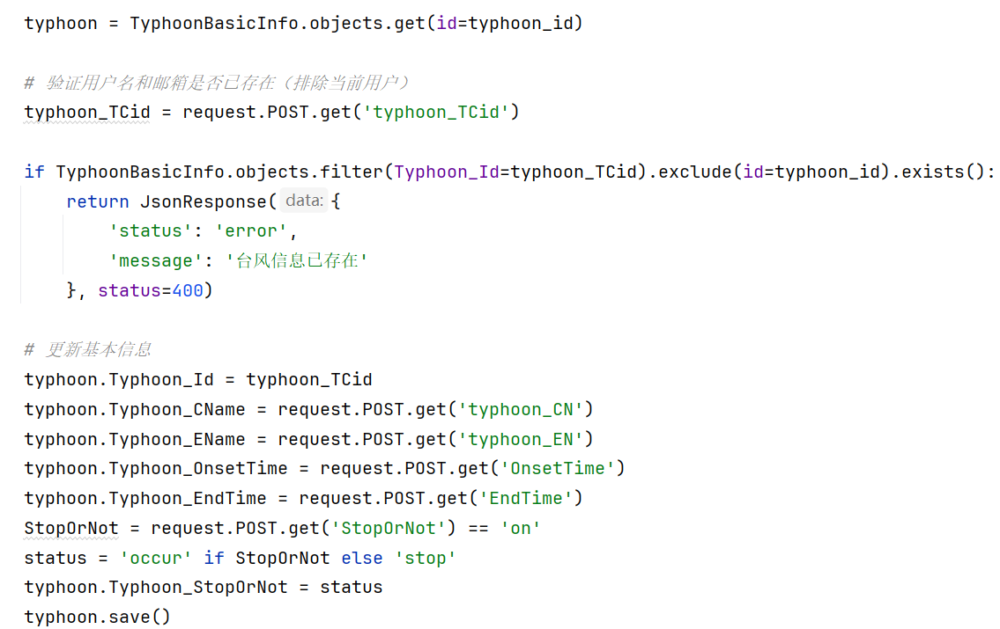 typhoon = TyphoonBasicInfo.objects.get(id=typhoon_id)
# 验证用户名和邮箱是否已存在（排除当前用户）
typhoon_TCid = request.POST.get('typhoon_TCid')
if TyphoonBasicInfo.objects.filter(Typhoon_Id=typhoon_TCid).exclude(id=typhoon_id).exists():
return JsonResponse( data: {
'status': 'error',
'message': '台风信息已存在'
}, status=400)
# 更新基本信息
typhoon.Typhoon_Id = typhoon_TCid
typhoon.Typhoon_CName = request.POST.get('typhoon_CN')
typhoon.Typhoon_EName = request.POST.get('typhoon_EN')
typhoon.Typhoon_OnsetTime = request.POST.get('OnsetTime')
typhoon.Typhoon_EndTime = request.POST.get('EndTime')
StopOrNot = request.POST.get('StopOrNot') == 'on'
status = 'occur' if StopOrNot else 'stop'
typhoon.Typhoon_StopOrNot = status
typhoon.save()